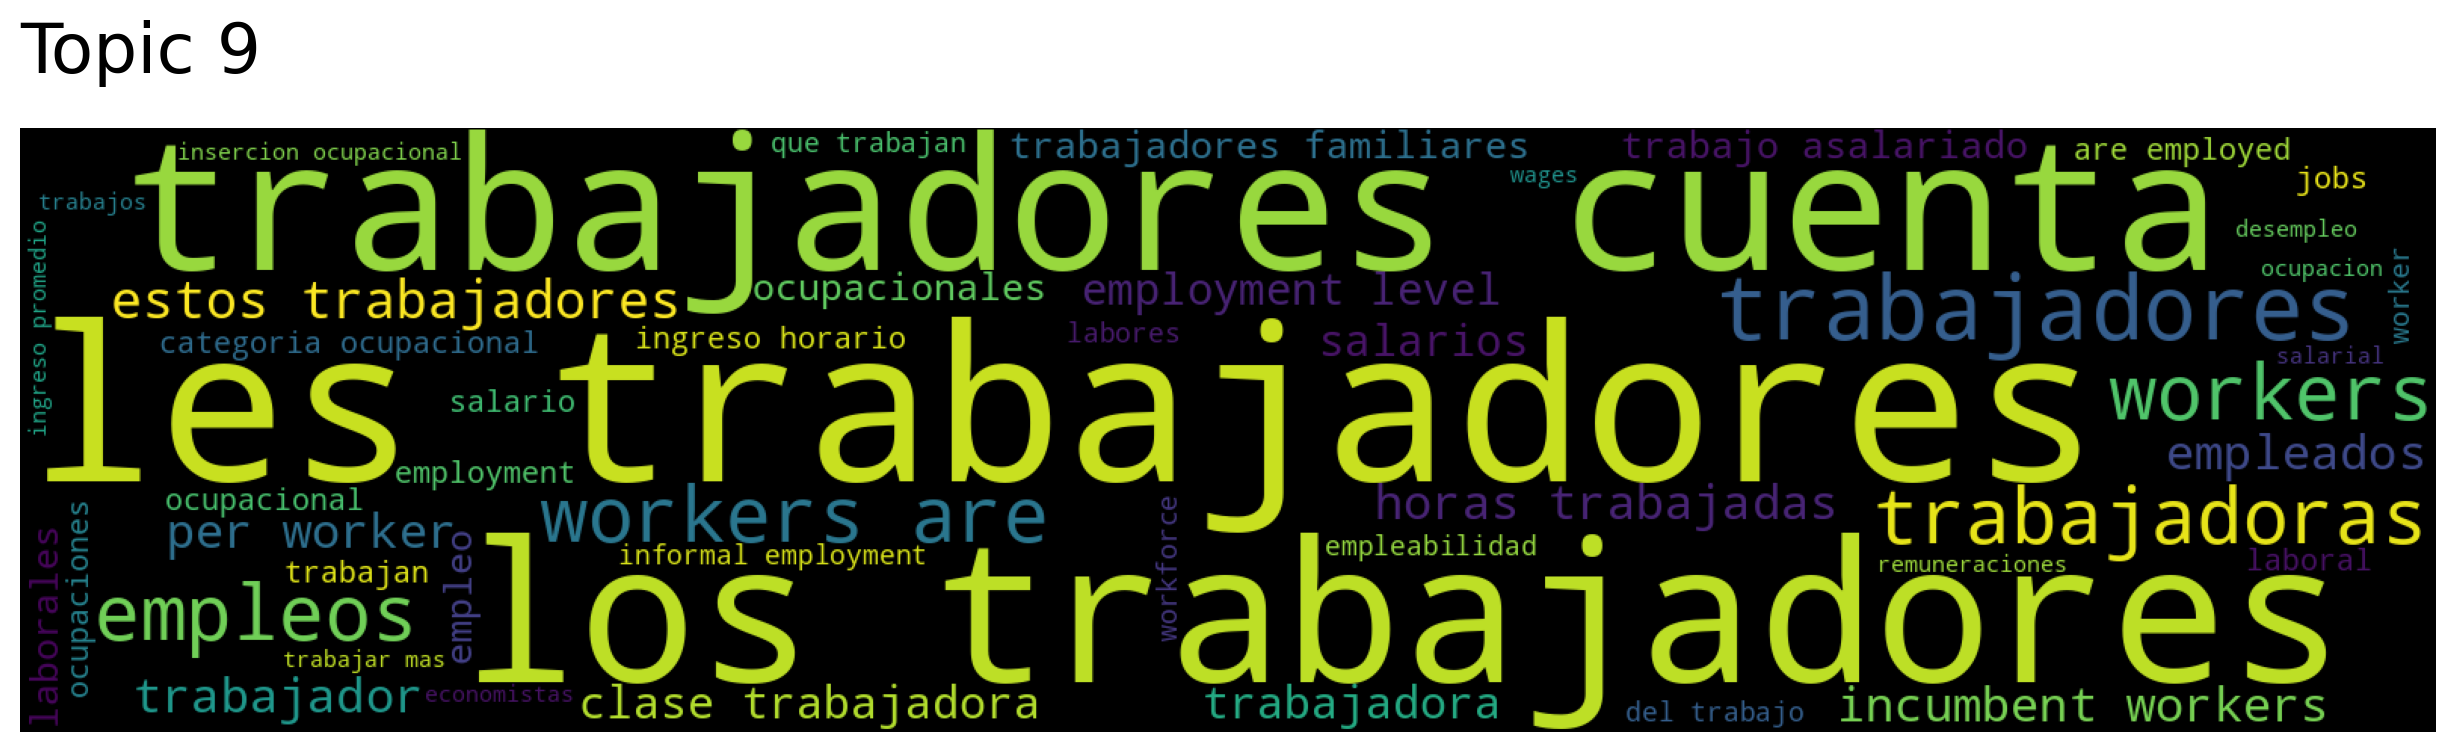 Topic 9
insercion ocupacional
que trabajan
trabajadores familiares
trabajo asalariado
are employed
jobs
wages
trabajos
trabajadores cuenta
desempleo
ocupacion
worker
ingreso promedio
estos trabajadores
ocupacionales
employment level
trabajadores
categoria ocupacional
ingreso horario
labores
salarios
salarial
les trabajadores
salario
workers
empleados
employment
ocupacional
per worker
workers are
horas trabajadas
trabajadoras
laborales
ocupaciones
empleo
informal employment
workforce
empleabilidad
remuneraciones
laboral
trabajan
empleos
los trabajadores
trabajar mas
trabajador
economistas
clase trabajadora
trabajadora
del trabajo
incumbent workers